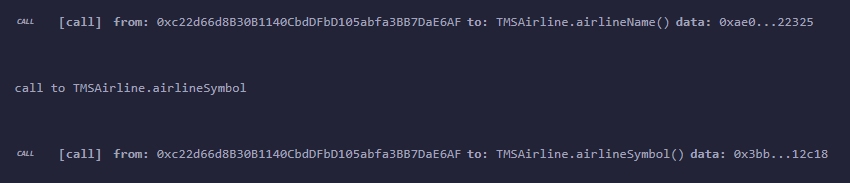 CALL [call] from: 0xc22d66d8B30B1140CbdDFbD105abfa3BB7DaE6AF to: TMSAirline.airlineName() data: 0xae0...22325
call to TMSAirline.airlineSymbol
CALL [call] from: 0xc22d66d8B30B1140CbdDFbD105abfa3BB7DaE6AF to: TMSAirline.airlineSymbol() data: 0x3bb...12c18